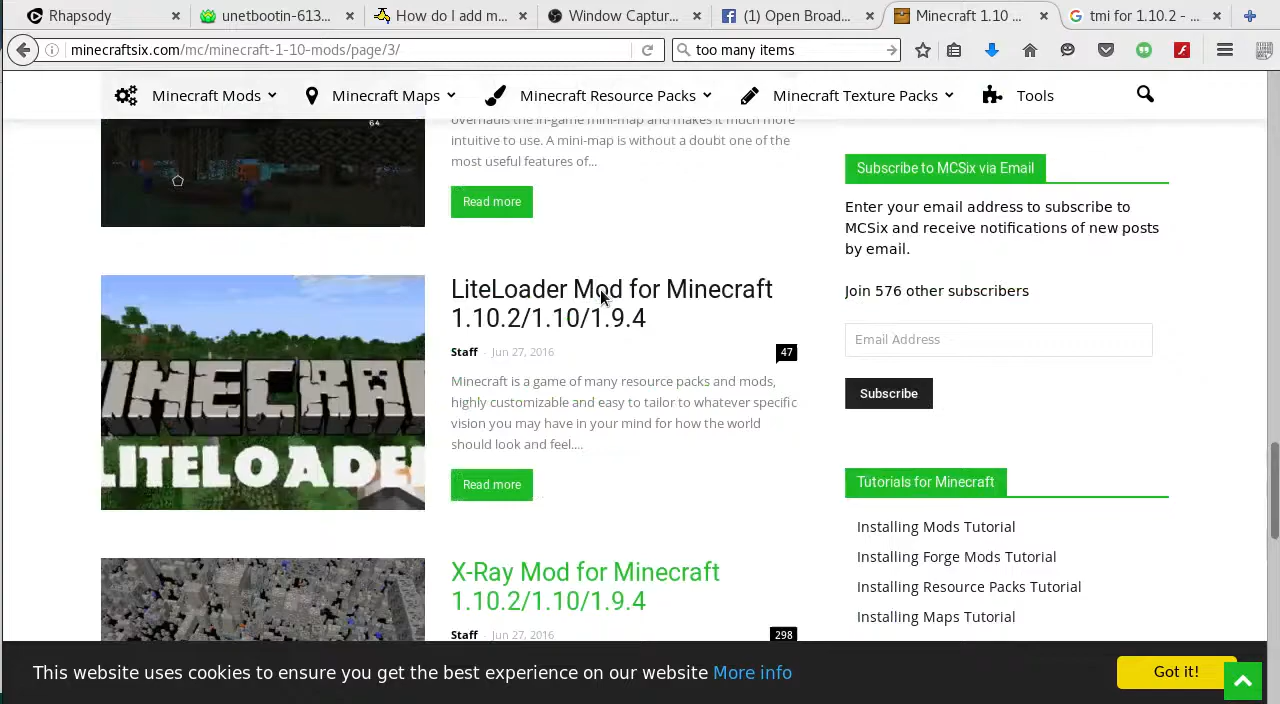 Rhapsody
unetbootin-613...
How do I add m...
Window Captur...
(1) Open Broad...
Minecraft 1.10 ...
tmi for 1.10.2 - ...
minecraftsix.com/mc/minecraft-1-10-mods/page/3/
too many items
Minecraft Mods
Minecraft Maps
Minecraft Resource Packs
Minecraft Texture Packs
Tools
64
overhauls the in-game mini-map and makes it much more
intuitive to use. A mini-map is without a doubt one of the
most useful features of...
Read more
LiteLoader Mod for Minecraft
1.10.2/1.10/1.9.4
Staff - Jun 27, 2016
47
Minecraft is a game of many resource packs and mods,
highly customizable and easy to tailor to whatever specific
vision you may have in your mind for how the world
should look and feel....
Read more
LITELOADER
X-Ray Mod for Minecraft
1.10.2/1.10/1.9.4
Staff - Jun 27, 2016
298
Subscribe to MCSix via Email
Enter your email address to subscribe to
MCSix and receive notifications of new posts
by email.
Join 576 other subscribers
Email Address
Subscribe
Tutorials for Minecraft
Installing Mods Tutorial
Installing Forge Mods Tutorial
Installing Resource Packs Tutorial
Installing Maps Tutorial
This website uses cookies to ensure you get the best experience on our website More info
Got it!